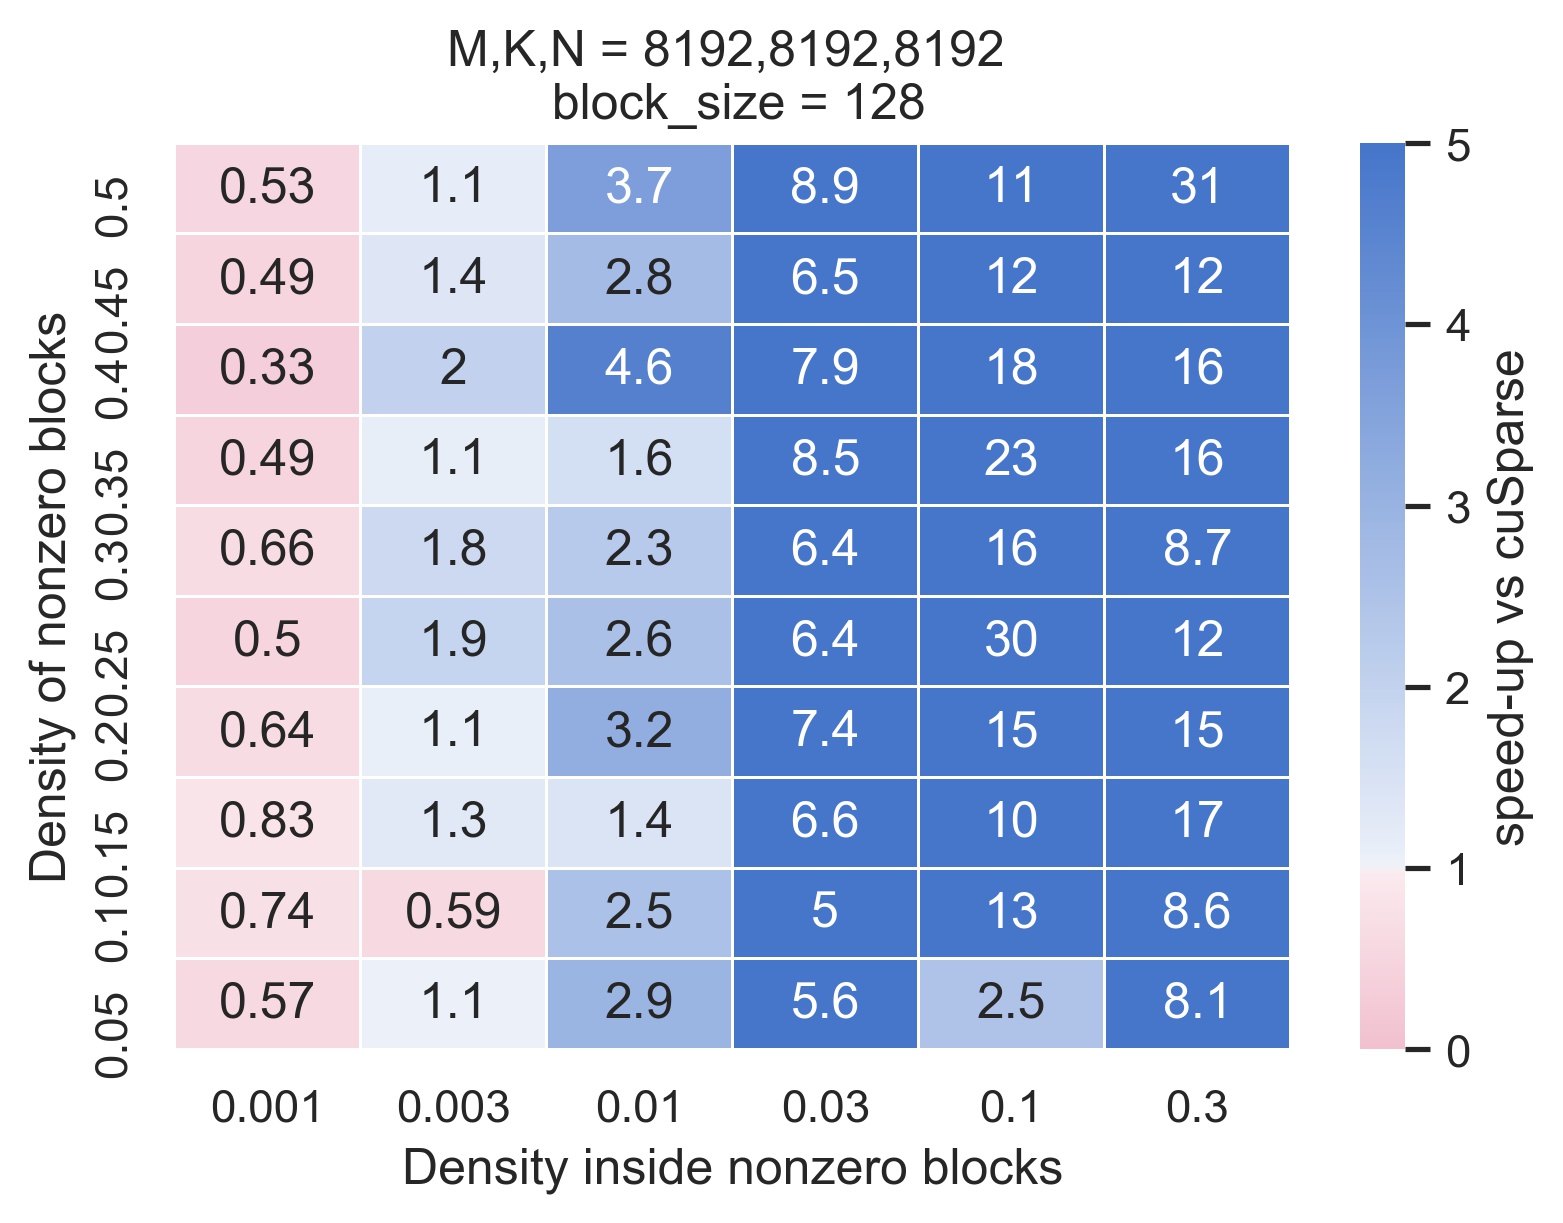 M,K,N = 8192,8192,8192
block_size = 128
Density of nonzero blocks
0.5 0.53 1.1 3.7 8.9 11 31
0.45 0.49 1.4 2.8 6.5 12 12
0.4 0.33 2 4.6 7.9 18 16
0.35 0.49 1.1 1.6 8.5 23 16
0.3 0.66 1.8 2.3 6.4 16 8.7
0.25 0.5 1.9 2.6 6.4 30 12
0.2 0.64 1.1 3.2 7.4 15 15
0.15 0.83 1.3 1.4 6.6 10 17
0.1 0.74 0.59 2.5 5 13 8.6
0.05 0.57 1.1 2.9 5.6 2.5 8.1
0.001 0.003 0.01 0.03 0.1 0.3
Density inside nonzero blocks
5
4
3
2
1
0
speed-up vs cuSparse